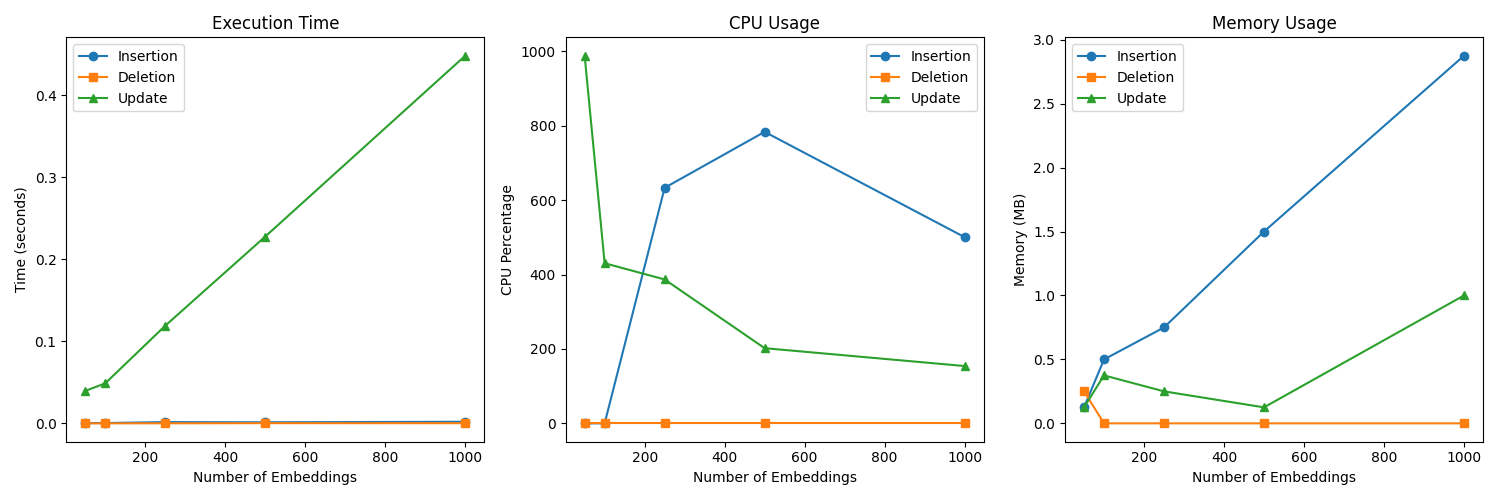 Execution Time
Insertion
Deletion
Update
0.4
0.3
0.2
0.1
0.0
Time (seconds)
200 400 600 800 1000
Number of Embeddings
CPU Usage
Insertion
Deletion
Update
1000
800
600
400
200
0
CPU Percentage
200 400 600 800 1000
Number of Embeddings
Memory Usage
Insertion
Deletion
Update
3.0
2.5
2.0
1.5
1.0
0.5
0.0
Memory (MB)
200 400 600 800 1000
Number of Embeddings